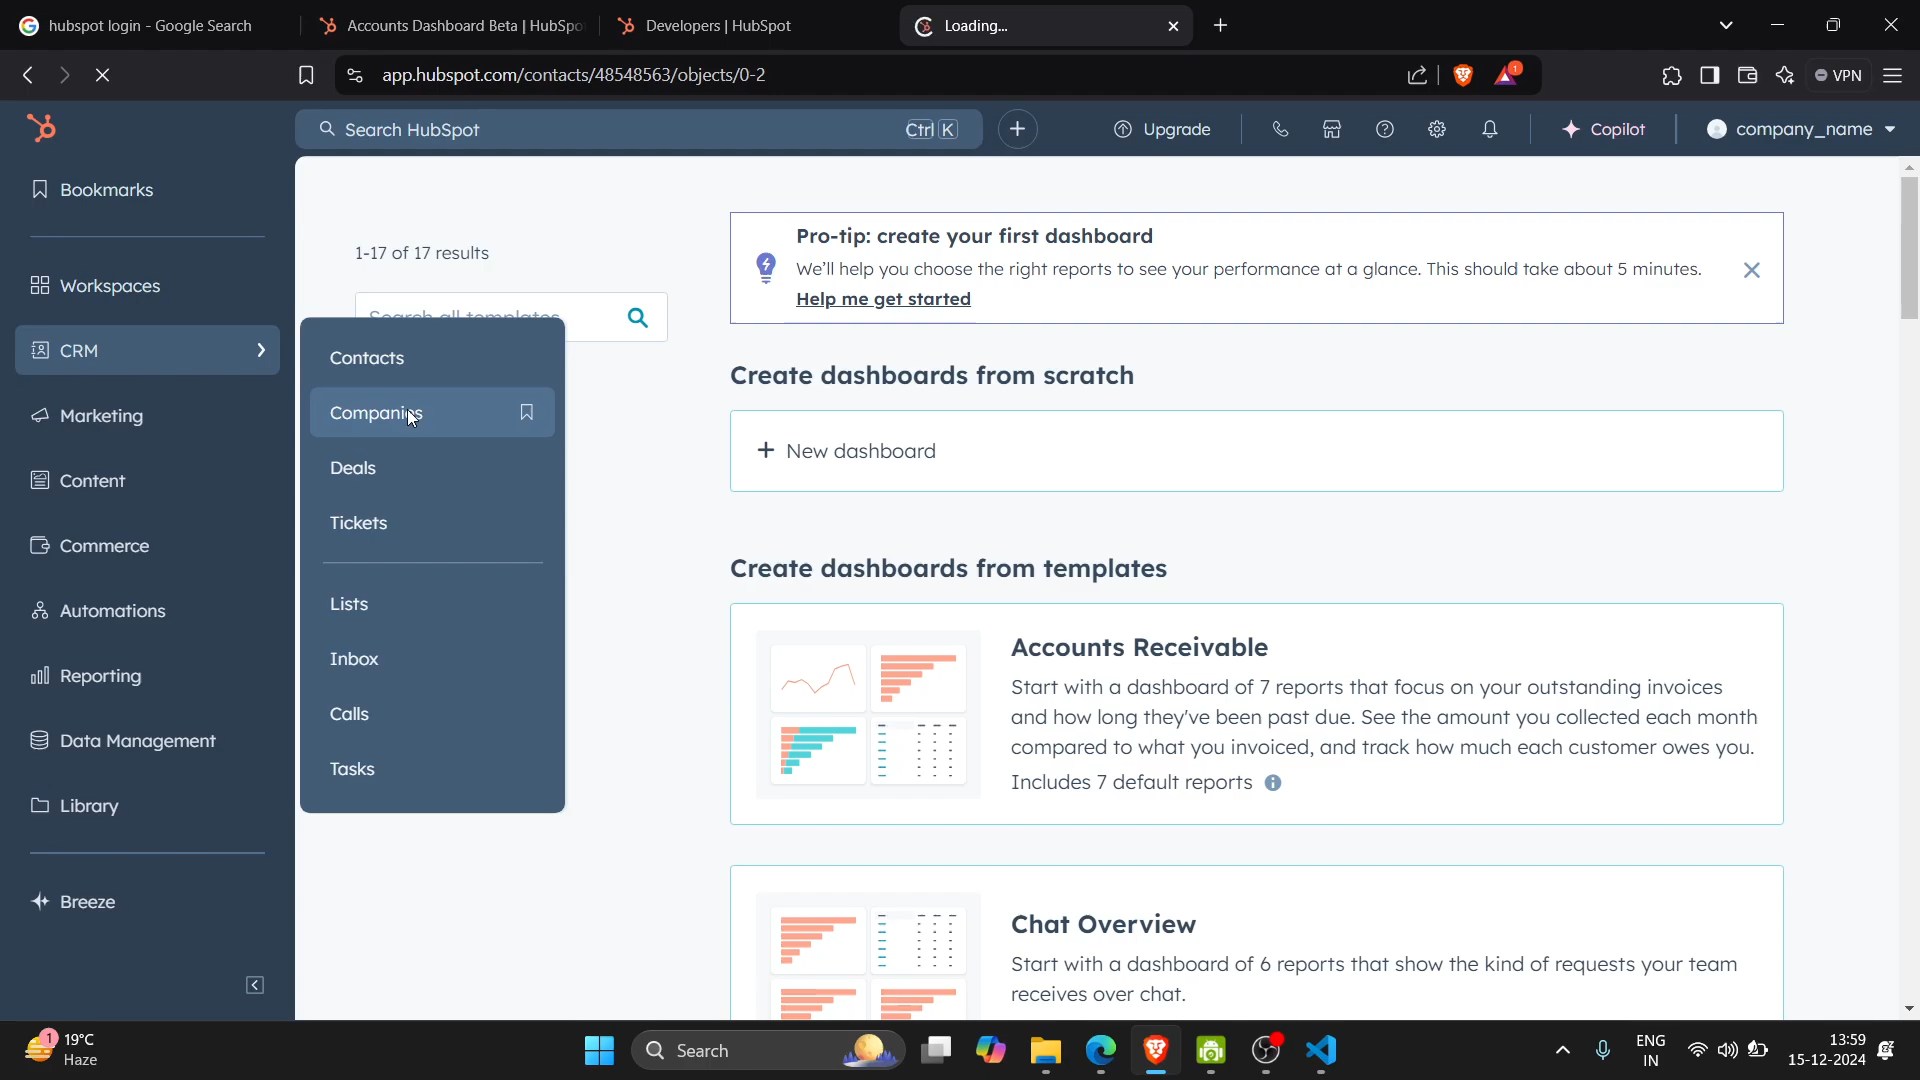 hubspot login - Google Search
Accounts Dashboard Beta | HubSpo
Developers | HubSpot
Loading...
app.hubspot.com/contacts/48548563/objects/0-2
1
VPN
Search HubSpot
Ctrl K
Upgrade
Copilot
company_name
Bookmarks
Workspaces
CRM
Marketing
Content
Commerce
Automations
Reporting
Data Management
Library
Breeze
Contacts
Companies
Deals
Tickets
Lists
Inbox
Calls
Tasks
1-17 of 17 results
Search all templates
Pro-tip: create your first dashboard
We'll help you choose the right reports to see your performance at a glance. This should take about 5 minutes.
Help me get started
Create dashboards from scratch
New dashboard
Create dashboards from templates
Accounts Receivable
Start with a dashboard of 7 reports that focus on your outstanding invoices
and how long they've been past due. See the amount you collected each month
compared to what you invoiced, and track how much each customer owes you.
Includes 7 default reports
Chat Overview
Start with a dashboard of 6 reports that show the kind of requests your team
receives over chat.
1
19°C
Haze
Search
ENG
IN
13:59
15-12-2024